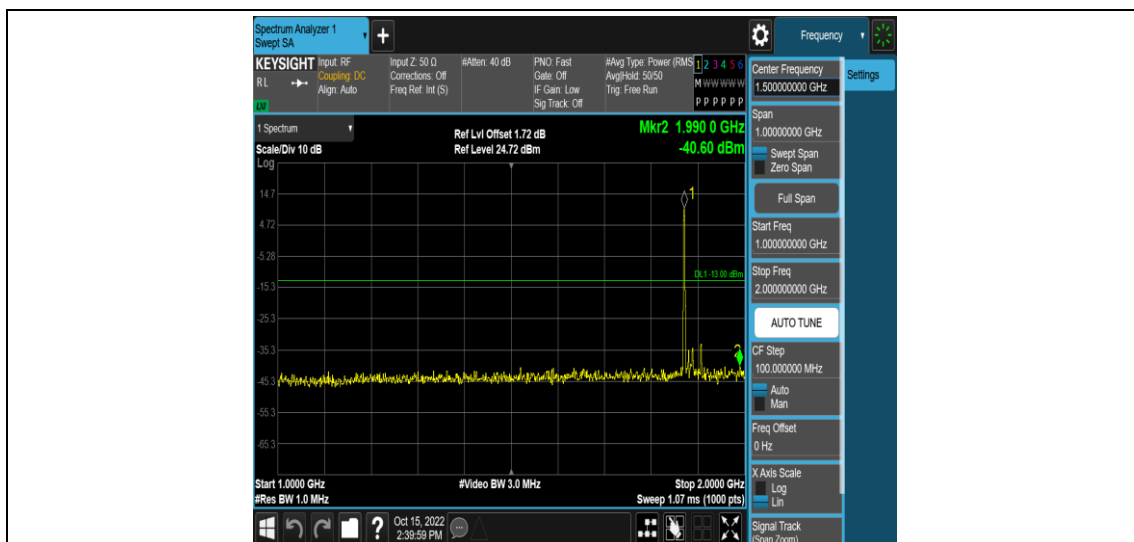 Spectrum Analyzer 1
Swept SA
Frequency
KEYSIGHT
RL
LXI
Input: RF
Coupling: DC
Align: Auto
Input Z: 50 Ω
Corrections: Off
Freq Ref: Int (S)
#Atten: 40 dB
PNO: Fast
Gate: Off
IF Gain: Low
Sig Track: Off
#Avg Type: Power (RMS
Avg|Hold: 50/50
Trig: Free Run
1 2 3 4 5 6
M W W W W W
P P P P P P
1 Spectrum
Scale/Div 10 dB
Ref Lvl Offset 1.72 dB
Ref Level 24.72 dBm
Mkr2 1.990 0 GHz
-40.60 dBm
Log
1
14.7
4.72
-5.28
DL1 -13.00 dBm
-15.3
-25.3
-35.3
2
-45.3
-55.3
-65.3
Start 1.0000 GHz
#Video BW 3.0 MHz
Stop 2.0000 GHz
#Res BW 1.0 MHz
Sweep 1.07 ms (1000 pts)
?
Oct 15, 2022
2:39:59 PM
Center Frequency
1.500000000 GHz
Settings
Span
1.00000000 GHz
Swept Span
Zero Span
Full Span
Start Freq
1.000000000 GHz
Stop Freq
2.000000000 GHz
AUTO TUNE
CF Step
100.000000 MHz
Auto
Man
Freq Offset
0 Hz
X Axis Scale
Log
Lin
Signal Track
(Span Zoom)